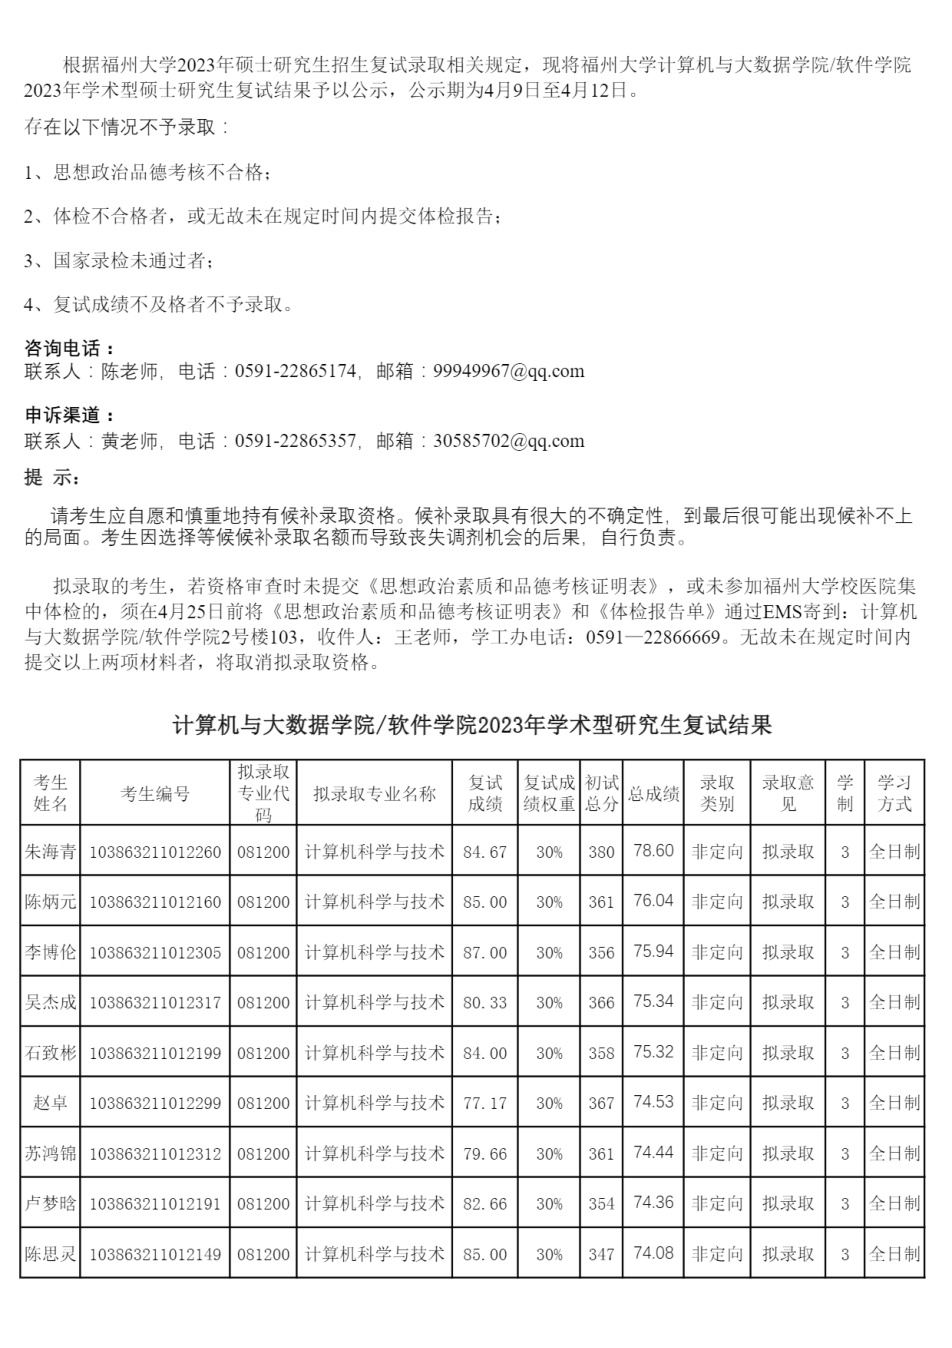 根据福州大学2023年硕士研究生招生复试录取相关规定，现将福州大学计算机与大数据学院/软件学院
2023年学术型硕士研究生复试结果予以公示，公示期为4月9日至4月12日。
存在以下情况不予录取：
1、思想政治品德考核不合格；
2、体检不合格者，或无故未在规定时间内提交体检报告；
3、国家录检未通过者；
4、复试成绩不及格者不予录取。
咨询电话：
联系人：陈老师，电话：0591-22865174，邮箱：99949967@qq.com
申诉渠道：
联系人：黄老师，电话：0591-22865357，邮箱：30585702@qq.com
提 示：
请考生应自愿和慎重地持有候补录取资格。候补录取具有很大的不确定性，到最后很可能出现候补不上
的局面。考生因选择等候候补录取名额而导致丧失调剂机会的后果，自行负责。
拟录取的考生，若资格审查时未提交《思想政治素质和品德考核证明表》，或未参加福州大学校医院集
中体检的，须在4月25日前将《思想政治素质和品德考核证明表》和《体检报告单》通过EMS寄到：计算机
与大数据学院/软件学院2号楼103，收件人：王老师，学工办电话：0591—22866669。无故未在规定时间内
提交以上两项材料者，将取消拟录取资格。
计算机与大数据学院/软件学院2023年学术型研究生复试结果
考生姓名 考生编号 拟录取专业代码 拟录取专业名称 复试成绩 复试成绩权重 初试总分 总成绩 录取类别 录取意见 学制 学习方式
朱海青 103863211012260 081200 计算机科学与技术 84.67 30% 380 78.60 非定向 拟录取 3 全日制
陈炳元 103863211012160 081200 计算机科学与技术 85.00 30% 361 76.04 非定向 拟录取 3 全日制
李博伦 103863211012305 081200 计算机科学与技术 87.00 30% 356 75.94 非定向 拟录取 3 全日制
吴杰成 103863211012317 081200 计算机科学与技术 80.33 30% 366 75.34 非定向 拟录取 3 全日制
石致彬 103863211012199 081200 计算机科学与技术 84.00 30% 358 75.32 非定向 拟录取 3 全日制
赵卓 103863211012299 081200 计算机科学与技术 77.17 30% 367 74.53 非定向 拟录取 3 全日制
苏鸿锦 103863211012312 081200 计算机科学与技术 79.66 30% 361 74.44 非定向 拟录取 3 全日制
卢梦晗 103863211012191 081200 计算机科学与技术 82.66 30% 354 74.36 非定向 拟录取 3 全日制
陈思灵 103863211012149 081200 计算机科学与技术 85.00 30% 347 74.08 非定向 拟录取 3 全日制